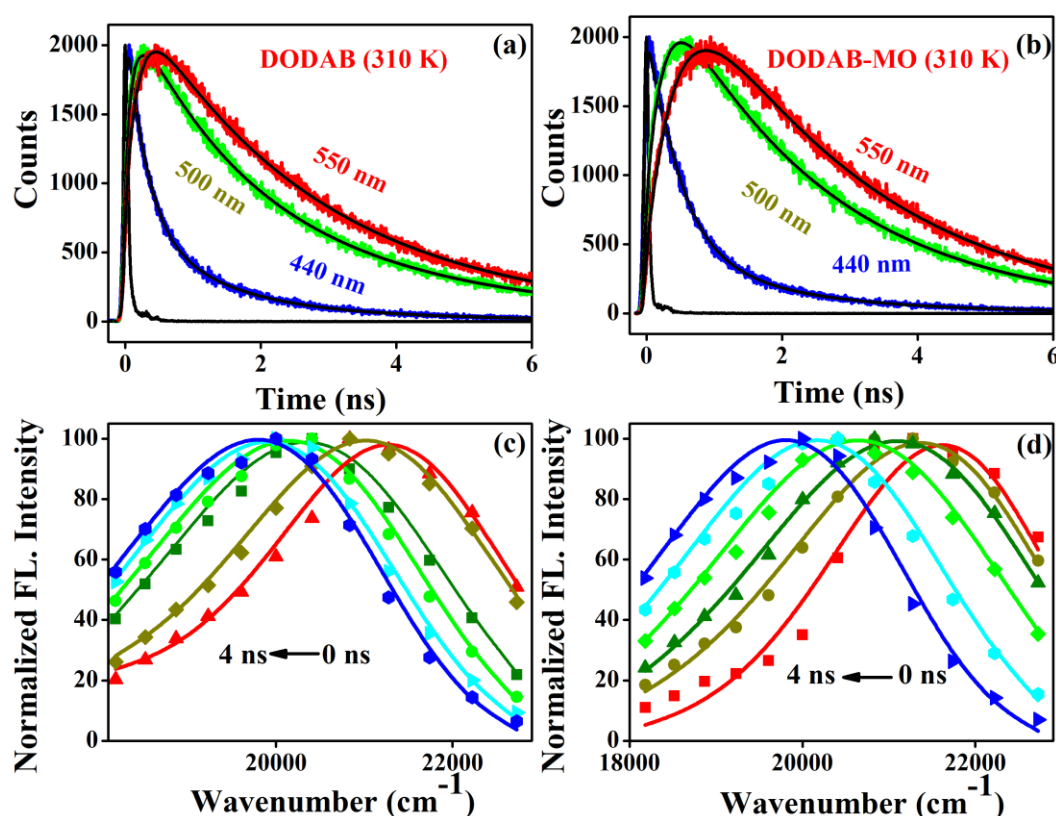 (a)
DODAB (310 K)
Counts
2000
1500
1000
500
0
550 nm
500 nm
440 nm
0 2 4 6
Time (ns)
(b)
DODAB-MO (310 K)
Counts
2000
1500
1000
500
0
550 nm
500 nm
440 nm
0 2 4 6
Time (ns)
(c)
Normalized FL. Intensity
100
80
60
40
20
0
4 ns 0 ns
20000 22000
Wavenumber (cm-1)
(d)
Normalized FL. Intensity
100
80
60
40
20
0
4 ns 0 ns
18000 20000 22000
Wavenumber (cm-1)